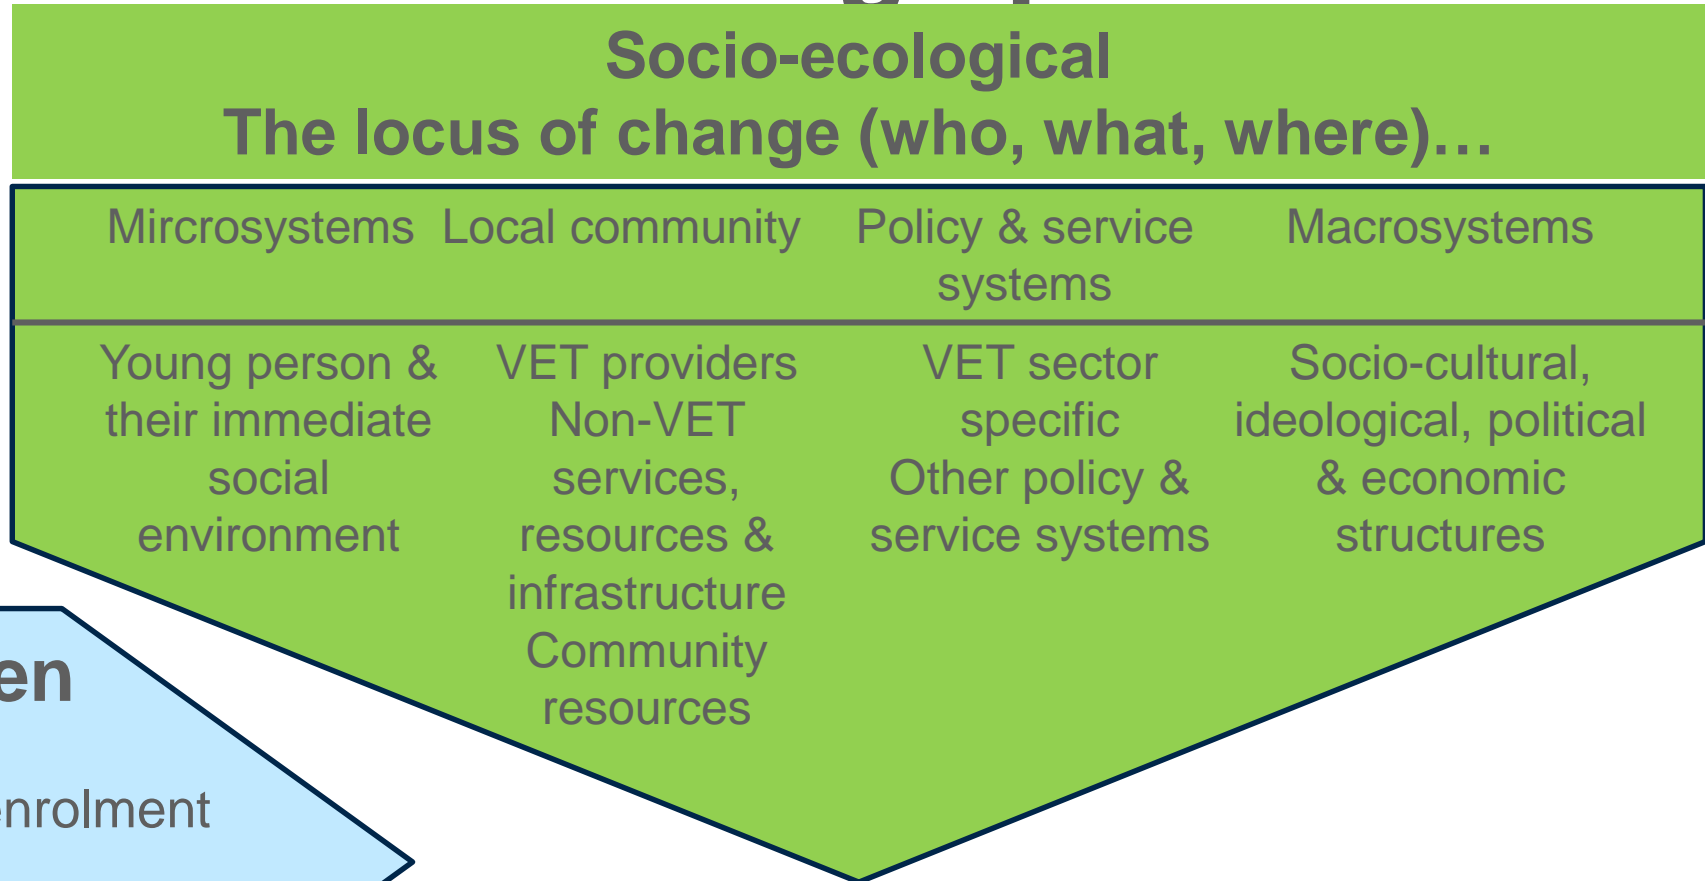 Socio-ecological
The locus of change (who, what, where)…
Mircrosystems
Local community
Policy & service
systems
Macrosystems
Young person &
their immediate
social
environment
VET providers
Non-VET
services,
resources &
infrastructure
Community
resources
VET sector
specific
Other policy &
service systems
Socio-cultural,
ideological, political
& economic
structures
en
enrolment